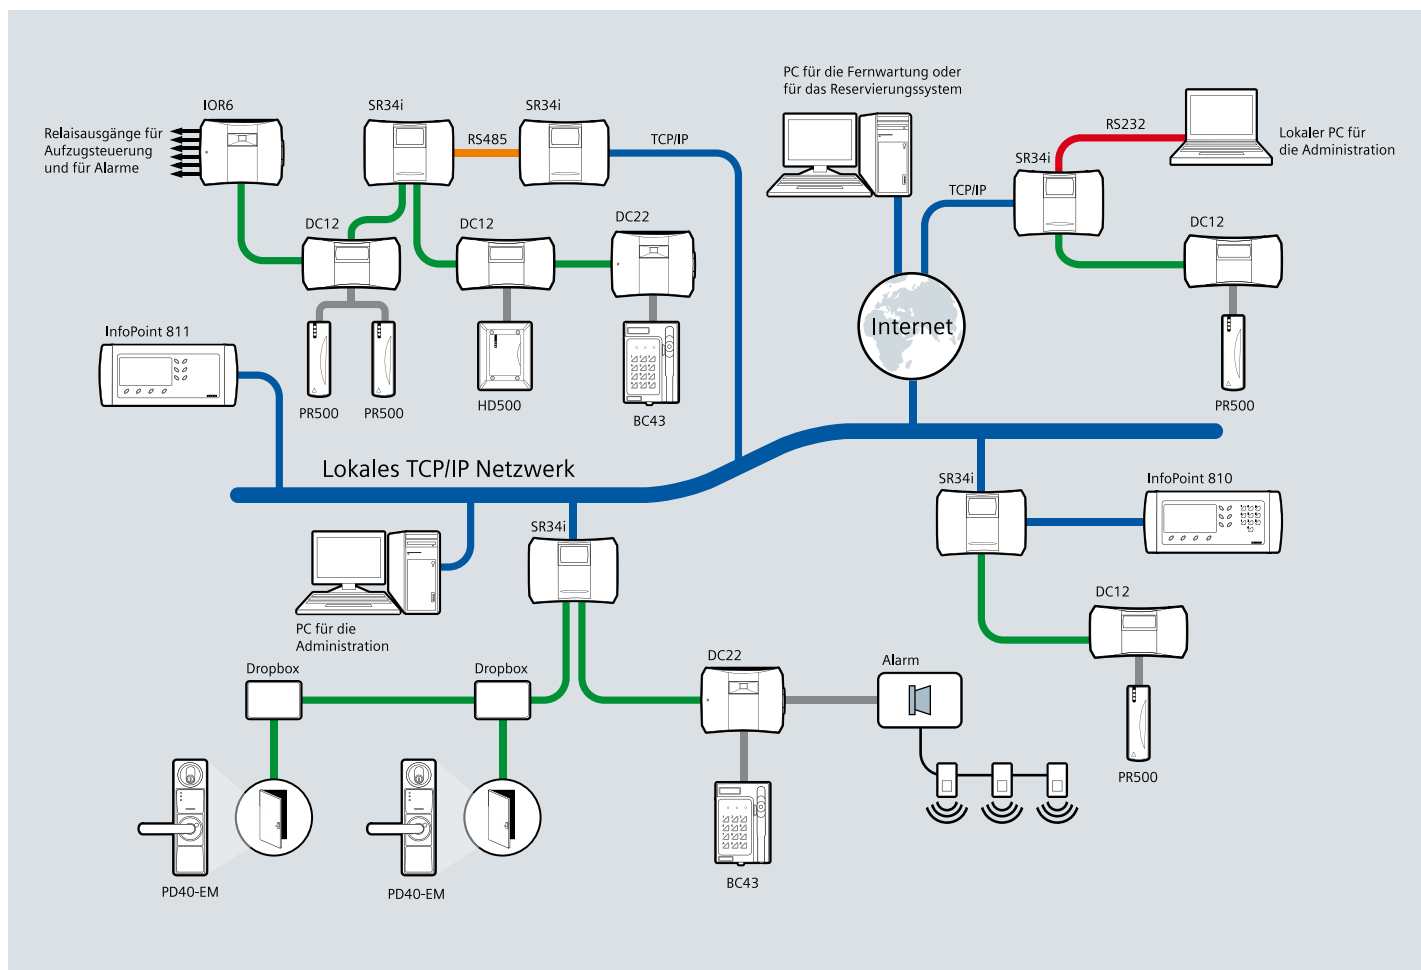 PC für die Fernwartung oder
für das Reservierungssystem
IOR6
SR34i
SR34i
Relaisausgänge für
Aufzugsteuerung
und für Alarme
RS485
TCP/IP
RS232
Lokaler PC für
die Administration
SR34i
TCP/IP
DC12
DC12
DC22
DC12
InfoPoint 811
Internet
PR500
PR500
HD500
BC43
PR500
Lokales TCP/IP Netzwerk
SR34i
InfoPoint 810
SR34i
DC12
PC für die
Administration
Dropbox
Dropbox
DC22
Alarm
PR500
PD40-EM
PD40-EM
BC43